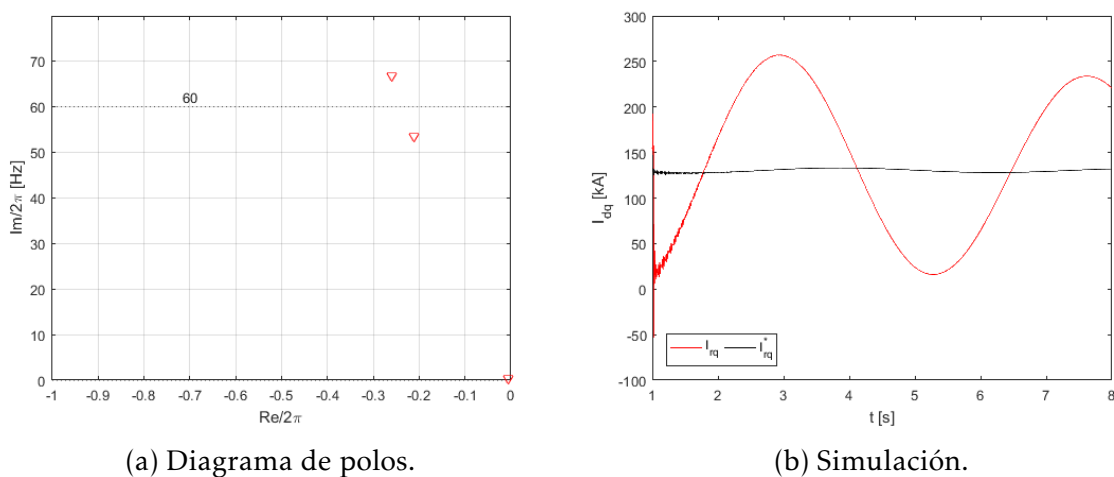 70
60
50
40
30
20
10
0
60
-1 -0.9 -0.8 -0.7 -0.6 -0.5 -0.4 -0.3 -0.2 -0.1 0
Re/2π
Im/2π [Hz]
(a) Diagrama de polos.
300
250
200
150
100
50
0
-50
-100
I_dq [kA]
I_rq I*_rq
1 2 3 4 5 6 7 8
t [s]
(b) Simulación.